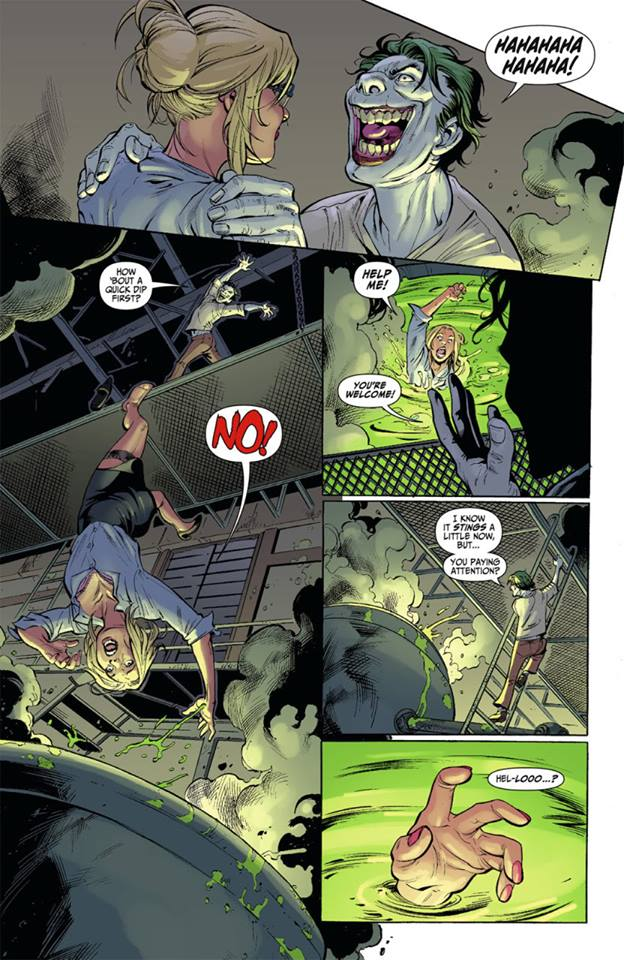 HAHAHAHA
HAHAHA!
HOW
'BOUT A
QUICK DIP
FIRST?
NO!
HELP
ME!
YOU'RE
WELCOME!
I KNOW
IT STINGS A
LITTLE NOW,
BUT...
YOU PAYING
ATTENTION?
HEL-LOOO...?